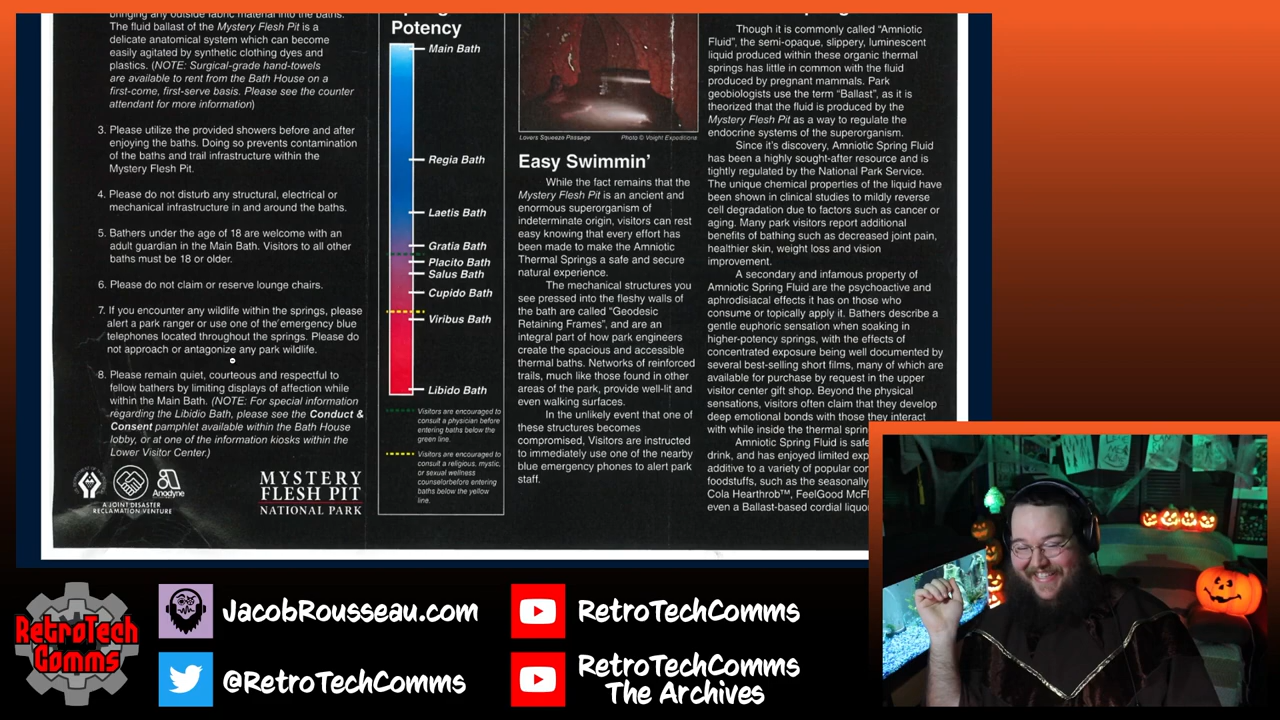 bringing any outside fabric material into the baths.
The fluid ballast of the Mystery Flesh Pit is a
delicate anatomical system which can become
easily agitated by synthetic clothing dyes and
plastics. (NOTE: Surgical-grade hand-towels
are available to rent from the Bath House on a
first-come, first-serve basis. Please see the counter
attendant for more information)
3. Please utilize the provided showers before and after
enjoying the baths. Doing so prevents contamination
of the baths and trail infrastructure within the
Mystery Flesh Pit.
4. Please do not disturb any structural, electrical or
mechanical infrastructure in and around the baths.
5. Bathers under the age of 18 are welcome with an
adult guardian in the Main Bath. Visitors to all other
baths must be 18 or older.
6. Please do not claim or reserve lounge chairs.
7. If you encounter any wildlife within the springs, please
alert a park ranger or use one of the emergency blue
telephones located throughout the springs. Please do
not approach or antagonize any park wildlife.
8. Please remain quiet, courteous and respectful to
fellow bathers by limiting displays of affection while
within the Main Bath. (NOTE: For special information
regarding the Libidio Bath, please see the Conduct &
Consent pamphlet available within the Bath House
lobby, or at one of the information kiosks within the
Lower Visitor Center.)
Anodyne
A JOINT DISASTER
RECLAMATION VENTURE
MYSTERY
FLESH PIT
NATIONAL PARK
Potency
Main Bath
Regia Bath
Laetis Bath
Gratia Bath
Placito Bath
Salus Bath
Cupido Bath
Viribus Bath
Libido Bath
Visitors are encouraged to
consult a physician before
entering baths below the
green line.
Visitors are encouraged to
consult a religious, mystic,
or sexual wellness
counselorbefore entering
baths below the yellow
line.
Lovers Squeeze Passage
Photo © Voight Expeditions
Easy Swimmin'
While the fact remains that the
Mystery Flesh Pit is an ancient and
enormous superorganism of
indeterminate origin, visitors can rest
easy knowing that every effort has
been made to make the Amniotic
Thermal Springs a safe and secure
natural experience.
The mechanical structures you
see pressed into the fleshy walls of
the bath are called "Geodesic
Retaining Frames", and are an
integral part of how park engineers
create the spacious and accessible
thermal baths. Networks of reinforced
trails, much like those found in other
areas of the park, provide well-lit and
even walking surfaces.
In the unlikely event that one of
these structures becomes
compromised, Visitors are instructed
to immediately use one of the nearby
blue emergency phones to alert park
staff.
Though it is commonly called "Amniotic
Fluid", the semi-opaque, slippery, luminescent
liquid produced within these organic thermal
springs has little in common with the fluid
produced by pregnant mammals. Park
geobiologists use the term "Ballast", as it is
theorized that the fluid is produced by the
Mystery Flesh Pit as a way to regulate the
endocrine systems of the superorganism.
Since it's discovery, Amniotic Spring Fluid
has been a highly sought-after resource and is
tightly regulated by the National Park Service.
The unique chemical properties of the liquid have
been shown in clinical studies to mildly reverse
cell degradation due to factors such as cancer or
aging. Many park visitors report additional
benefits of bathing such as decreased joint pain,
healthier skin, weight loss and vision
improvement.
A secondary and infamous property of
Amniotic Spring Fluid are the psychoactive and
aphrodisiacal effects it has on those who
consume or topically apply it. Bathers describe a
gentle euphoric sensation when soaking in
higher-potency springs, with the effects of
concentrated exposure being well documented by
several best-selling short films, many of which are
available for purchase by request in the upper
visitor center gift shop. Beyond the physical
sensations, visitors often claim that they develop
deep emotional bonds with those they interact
with while inside the thermal sprin
Amniotic Spring Fluid is safe
drink, and has enjoyed limited exp
additive to a variety of popular con
foodstuffs, such as the seasonally
Cola Hearthrob™, FeelGood McFl
even a Ballast-based cordial liquo
RetroTech
Comms
JacobRousseau.com
@RetroTechComms
RetroTechComms
RetroTechComms
The Archives